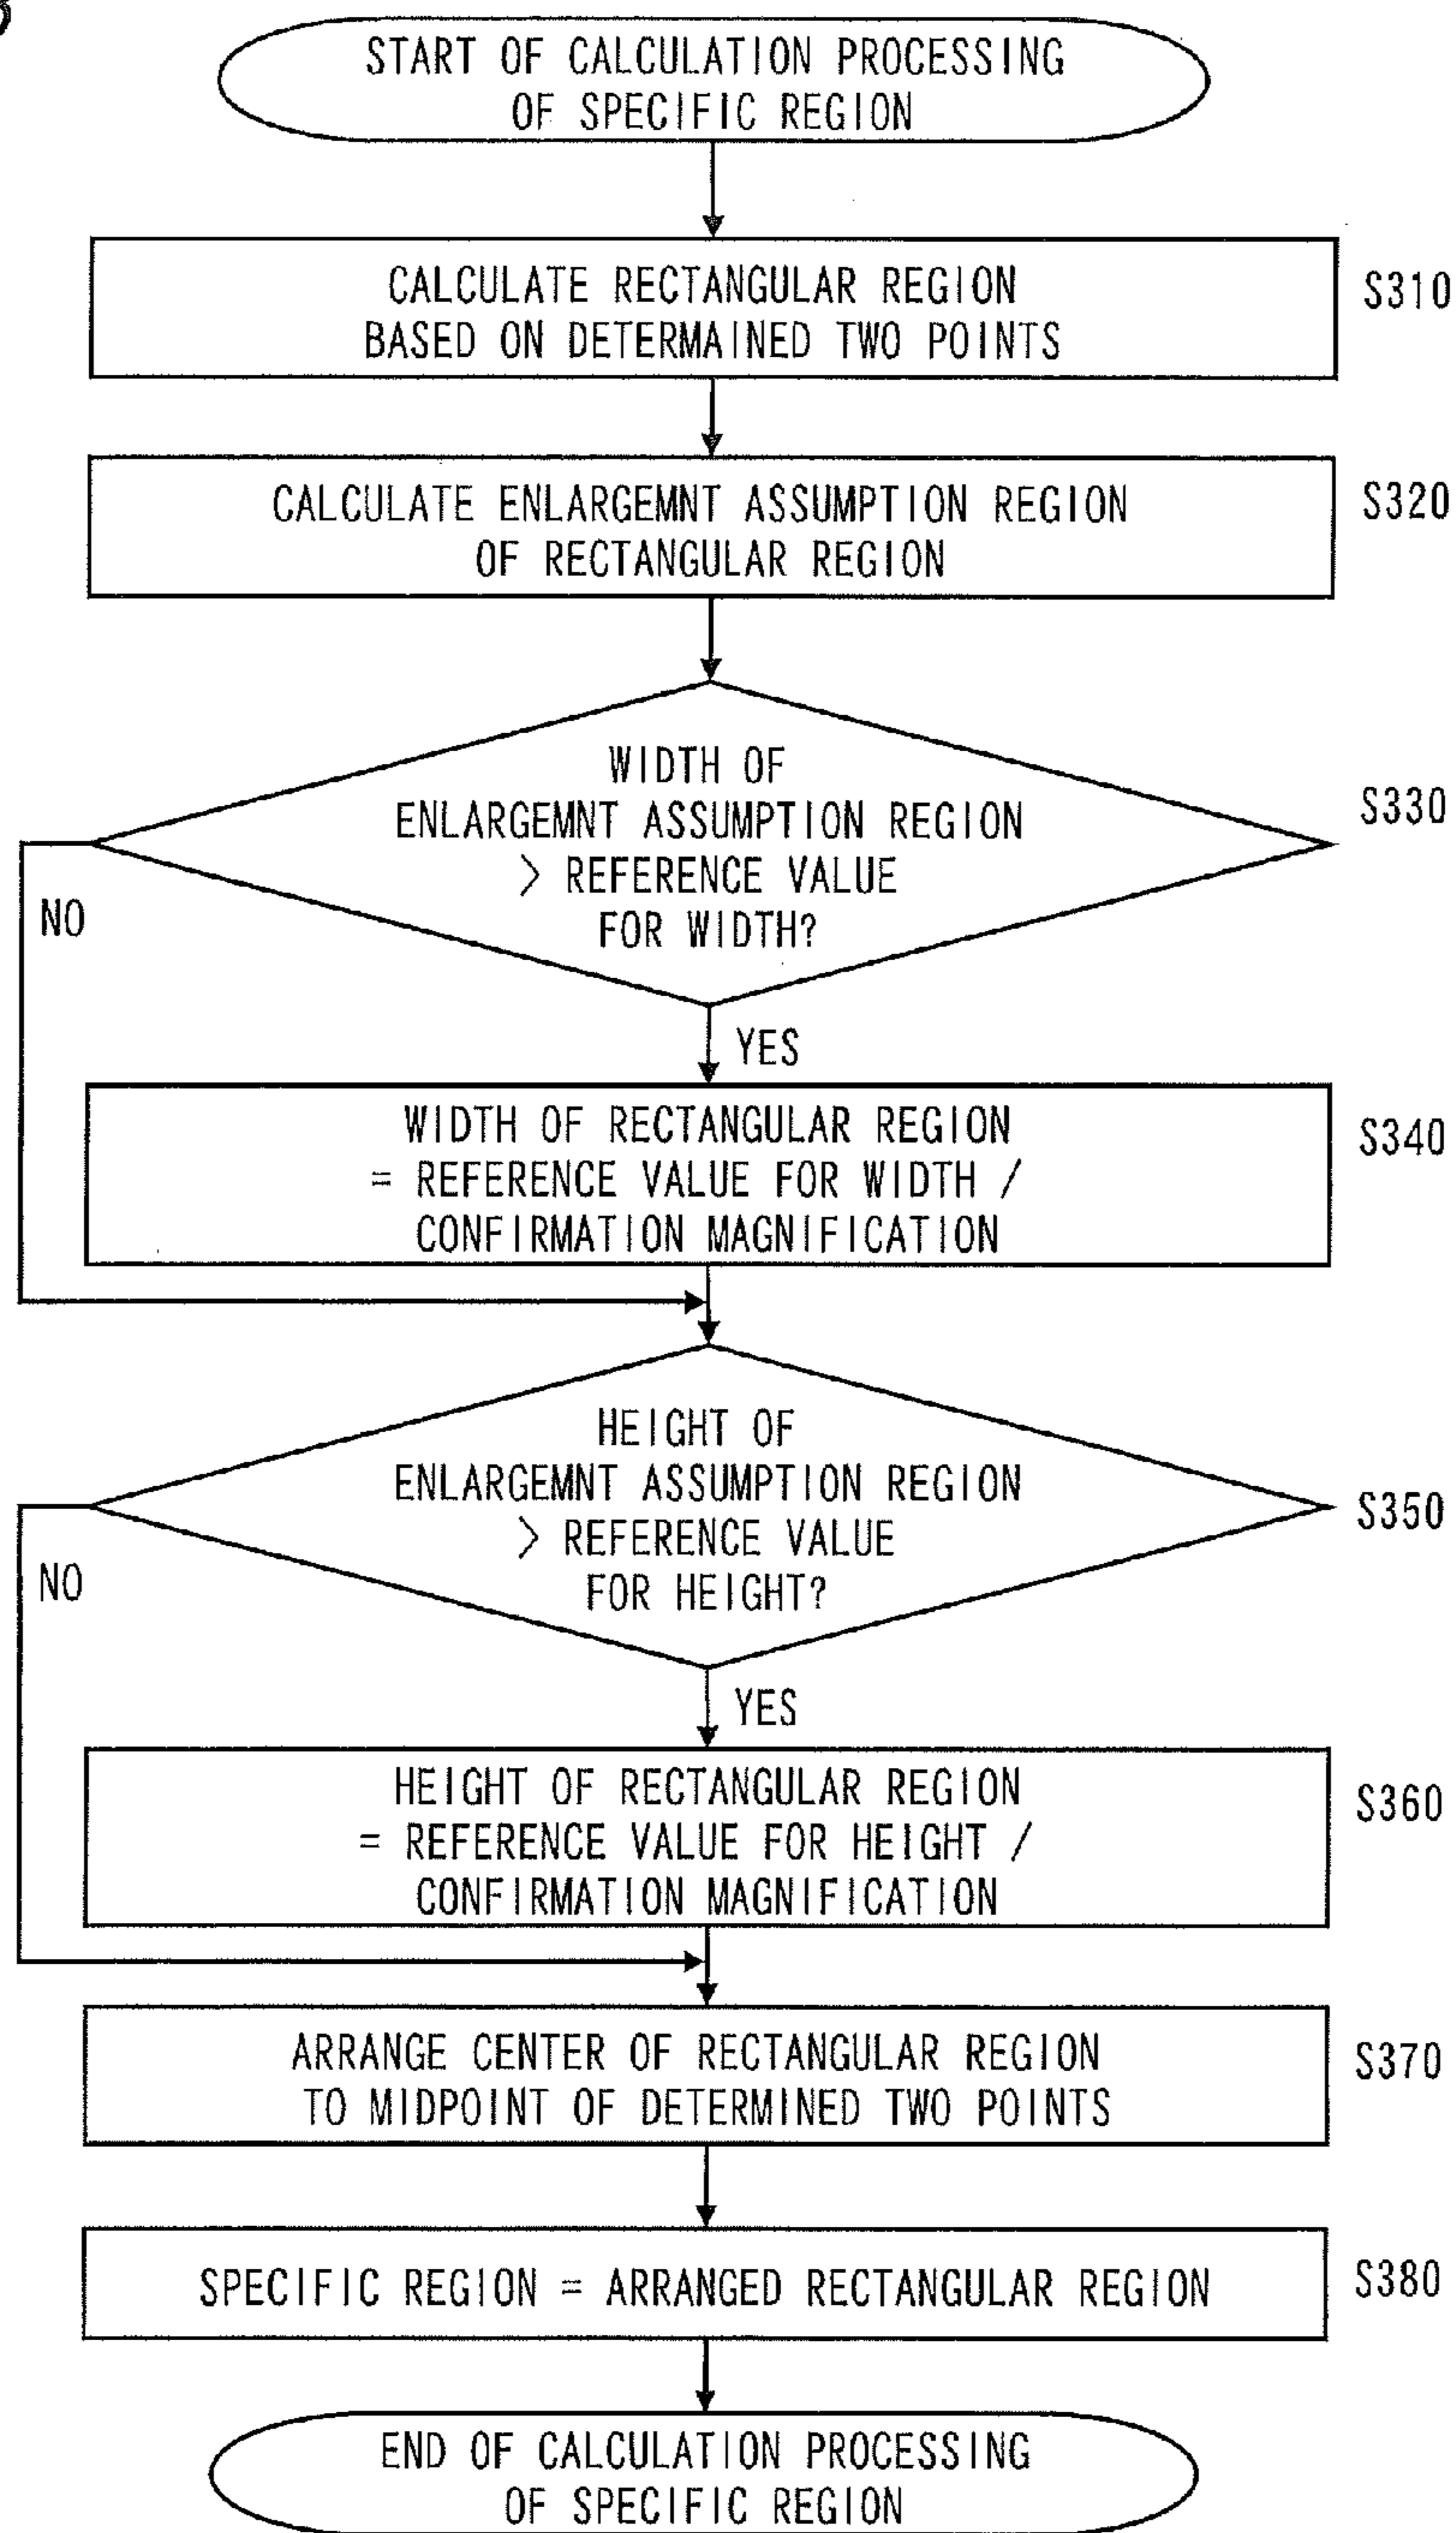 START OF CALCULATION PROCESSING
OF SPECIFIC REGION
CALCULATE RECTANGULAR REGION
BASED ON DETERMAINED TWO POINTS
S310
CALCULATE ENLARGEMNT ASSUMPTION REGION
OF RECTANGULAR REGION
S320
WIDTH OF
ENLARGEMNT ASSUMPTION REGION
> REFERENCE VALUE
FOR WIDTH?
S330
NO
YES
WIDTH OF RECTANGULAR REGION
= REFERENCE VALUE FOR WIDTH /
CONFIRMATION MAGNIFICATION
S340
HEIGHT OF
ENLARGEMNT ASSUMPTION REGION
> REFERENCE VALUE
FOR HEIGHT?
S350
NO
YES
HEIGHT OF RECTANGULAR REGION
= REFERENCE VALUE FOR HEIGHT /
CONFIRMATION MAGNIFICATION
S360
ARRANGE CENTER OF RECTANGULAR REGION
TO MIDPOINT OF DETERMINED TWO POINTS
S370
SPECIFIC REGION = ARRANGED RECTANGULAR REGION
S380
END OF CALCULATION PROCESSING
OF SPECIFIC REGION